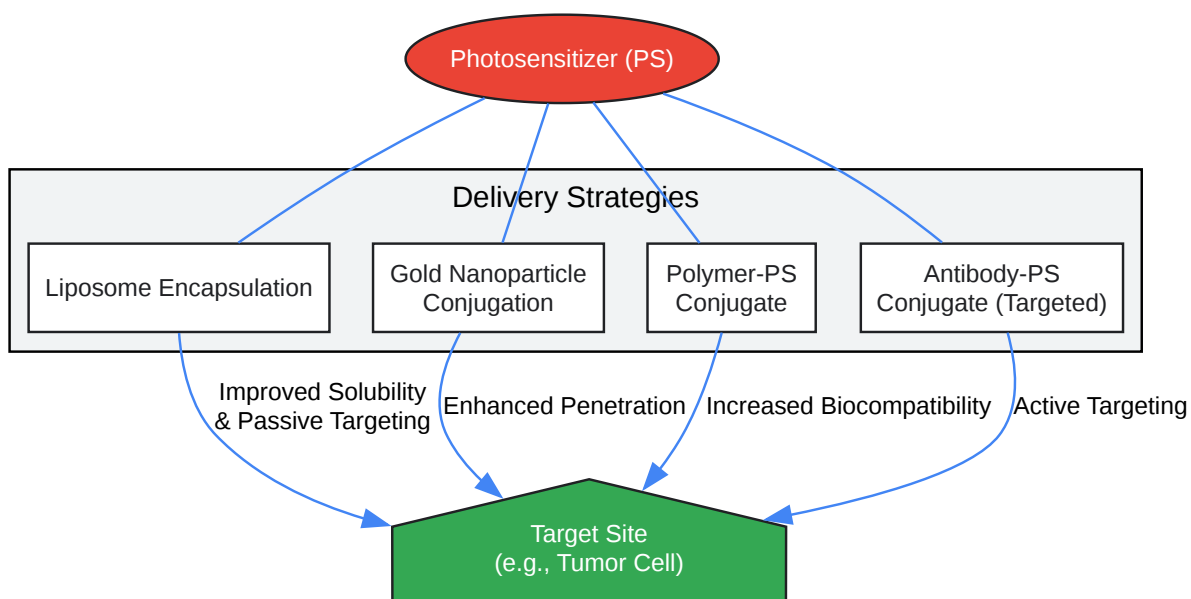 Photosensitizer (PS)
Delivery Strategies
Liposome Encapsulation
Gold Nanoparticle
Conjugation
Polymer-PS
Conjugate
Antibody-PS
Conjugate (Targeted)
Improved Solubility
& Passive Targeting
Enhanced Penetration
Increased Biocompatibility
Active Targeting
Target Site
(e.g., Tumor Cell)